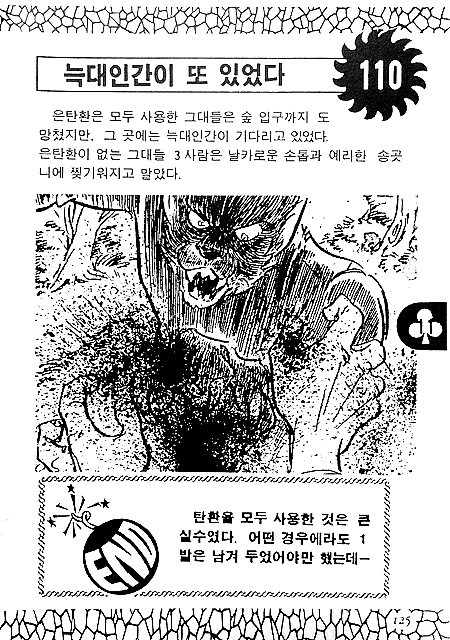 늑대인간이 또 있었다
110
은탄환은 모두 사용한 그대들은 숲 입구까지 도
망쳤지만, 그 곳에는 늑대인간이 기다리고 있었다.
은탄환이 없는 그대들 3사람은 날카로운 손톱과 예리한 송곳
니에 찢기워지고 말았다.
END
탄환을 모두 사용한 것은 큰
실수였다. 어떤 경우에라도 1
발은 남겨 두었어야만 했는데─
125